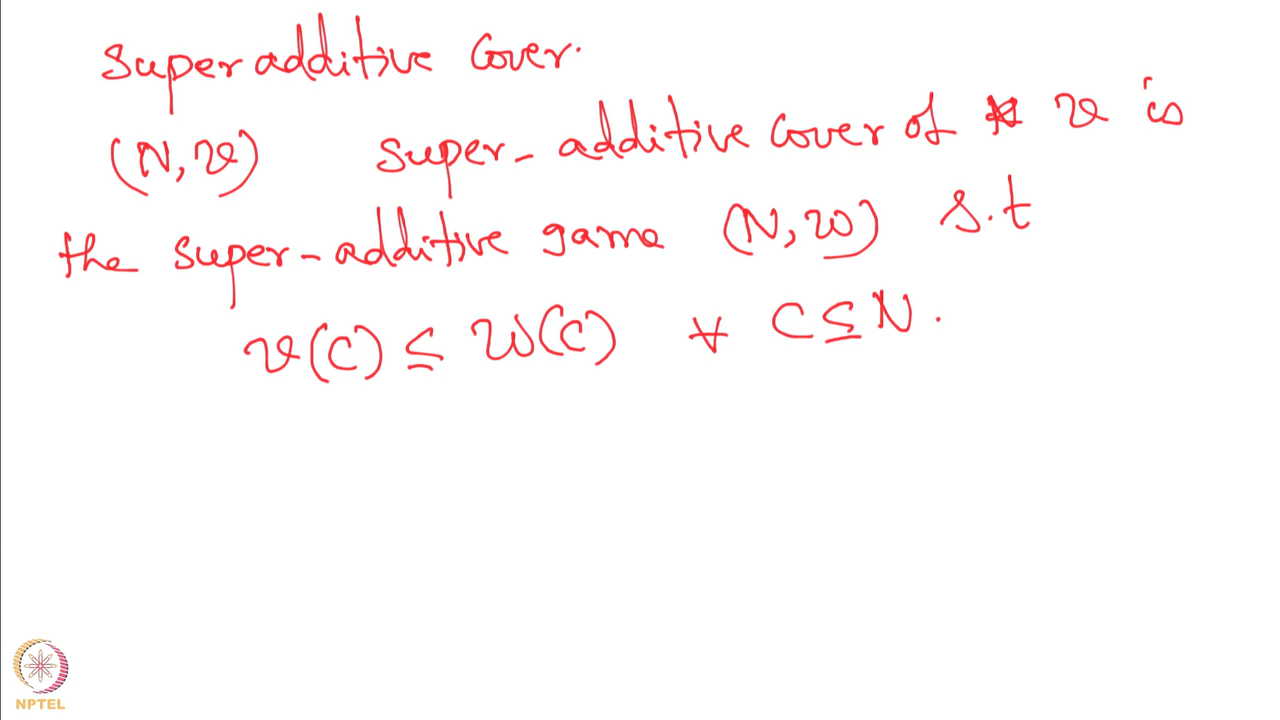 Superadditive Cover.
(N, v) Super-additive cover of v is
the super-additive game (N, w) s.t
v(C) ≤ w(C) ∀ C ⊆ N.
NPTEL